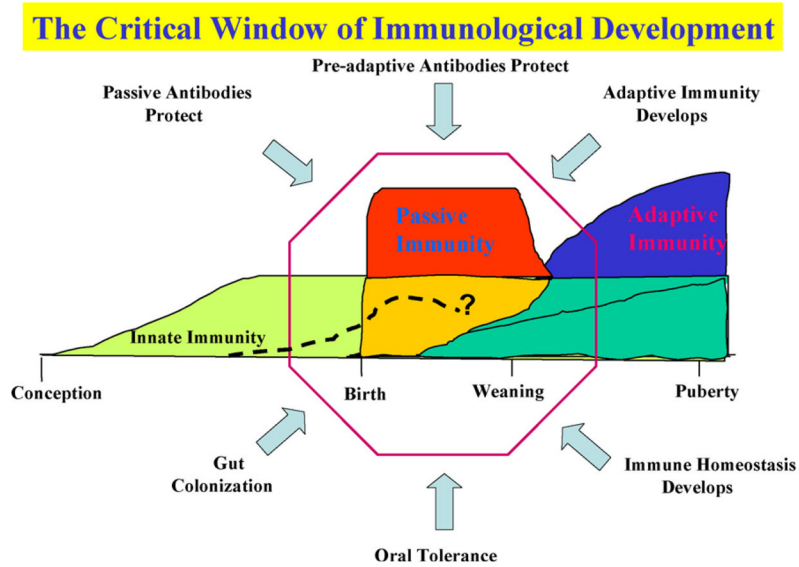 The Critical Window of Immunological Development
Pre-adaptive Antibodies Protect
Passive Antibodies
Protect
Adaptive Immunity
Develops
Passive
Immunity
Adaptive
Immunity
?
Innate Immunity
Conception
Birth
Weaning
Puberty
Gut
Colonization
Immune Homeostasis
Develops
Oral Tolerance